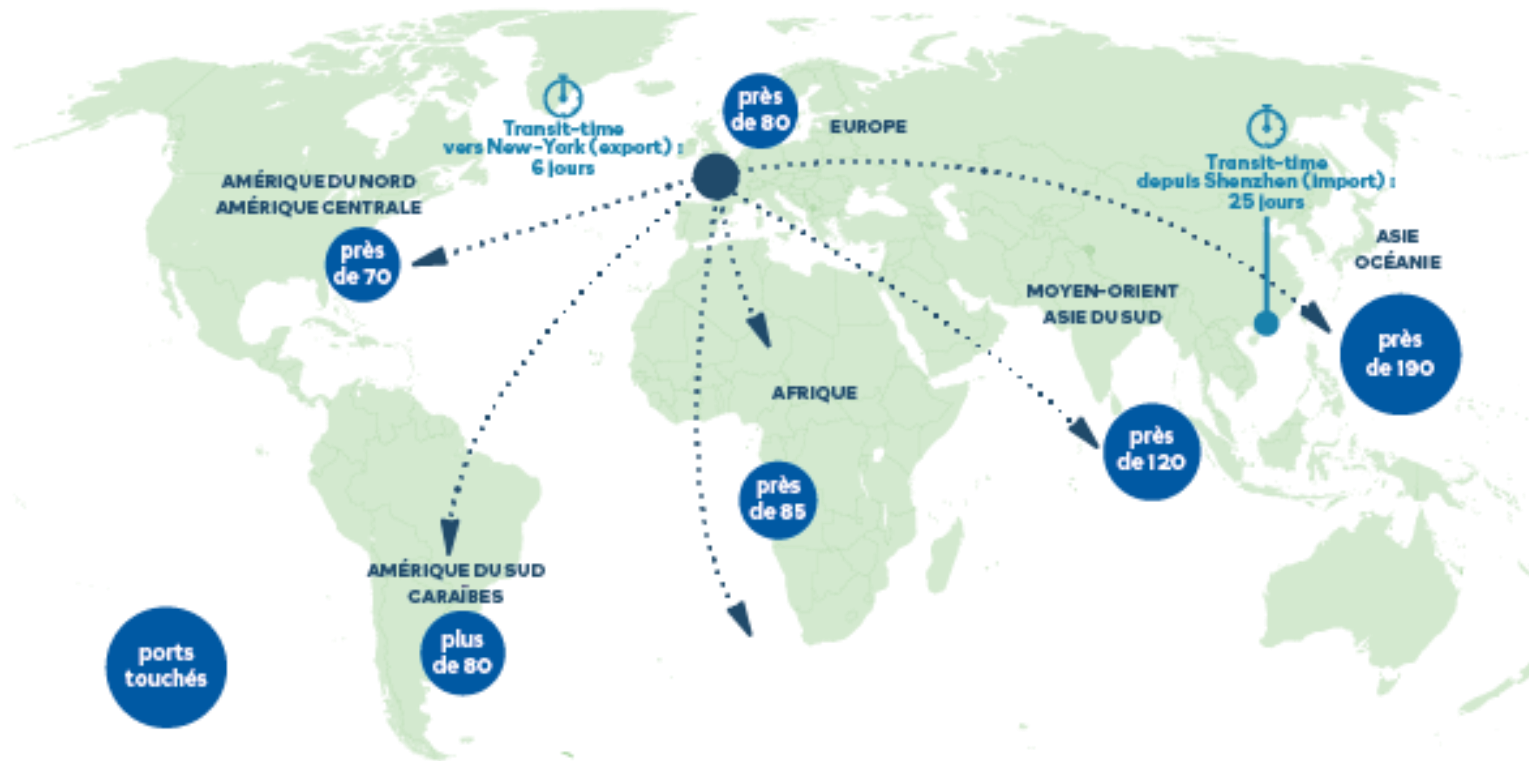 près
de 80
EUROPE
Transit-time
vers New-York (export) :
6 jours
Transit-time
depuis Shenzhen (import) :
25 jours
AMÉRIQUE DU NORD
AMÉRIQUE CENTRALE
près
de 70
ASIE
OCÉANIE
près
de 190
MOYEN-ORIENT
ASIE DU SUD
près
de 120
AFRIQUE
près
de 85
AMÉRIQUE DU SUD
CARAÏBES
plus
de 80
ports
touchés